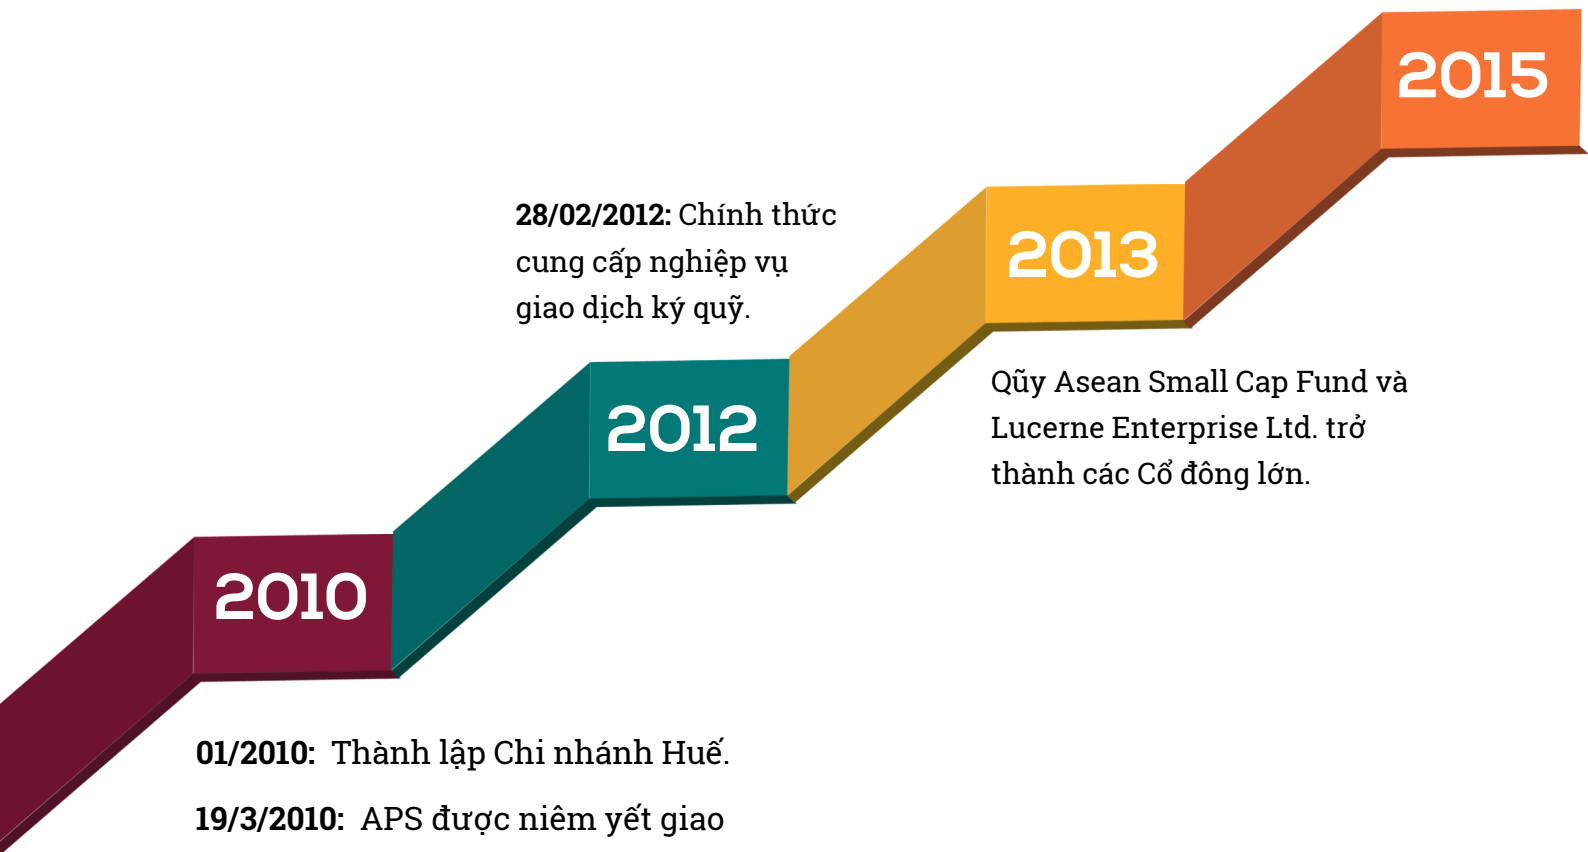 2015
28/02/2012: Chính thức
cung cấp nghiệp vụ
giao dịch ký quỹ.
2013
Qũy Asean Small Cap Fund và
Lucerne Enterprise Ltd. trở
thành các Cổ đông lớn.
2012
2010
01/2010: Thành lập Chi nhánh Huế.
19/3/2010: APS được niêm yết giao